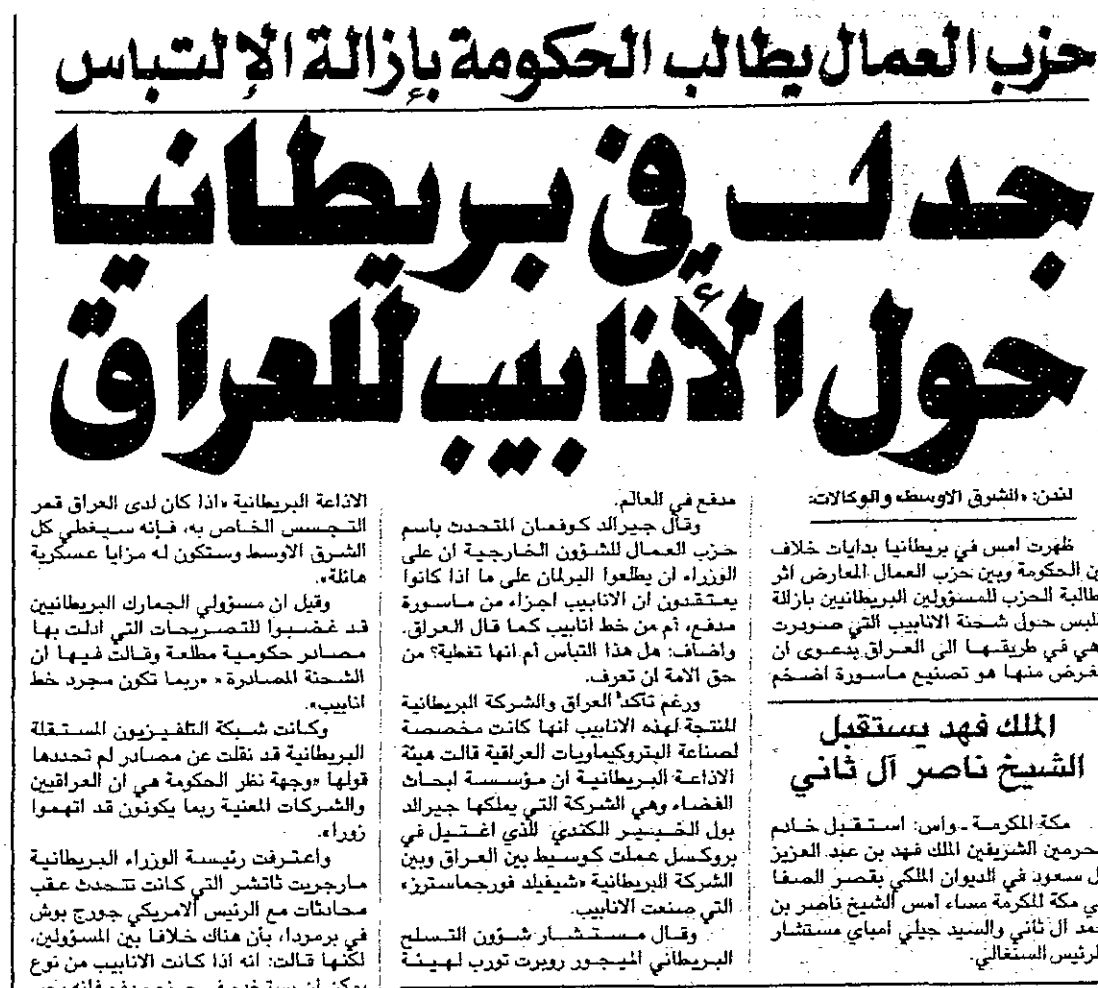 حزب العمال يطالب الحكومة بإزالة الإلتباس
جدل في بريطانيا
حول الأنابيب للعراق
لندن: «الشرق الاوسط» والوكالات:
ظهرت امس في بريطانيا بدايات خلاف
ين الحكومة وبين حزب العمال المعارض اثر
طالبة الحزب للمسؤولين البريطانيين بازالة
للبس حول شحنة الانابيب التي صودرت
هي في طريقها الى العراق بدعوى ان
لغرض منها هو تصنيع ماسورة اضخم
مدفع في العالم.
وقال جيرالد كوفمان المتحدث باسم
حزب العمال للشؤون الخارجية ان على
الوزراء ان يطلعوا البرلمان على ما اذا كانوا
يعتقدون ان الانابيب اجزاء من ماسورة
مدفع، أم من خط انابيب كما قال العراق.
واضاف: هل هذا التباس أم انها تغطية؟ من
حق الامة ان تعرف.
ورغم تأكد العراق والشركة البريطانية
المنتجة لهذه الانابيب انها كانت مخصصة
لصناعة البتروكيماويات العراقية قالت هيئة
الاذاعة البريطانية ان مؤسسة ابحاث
الفضاء وهي الشركة التي يملكها جيرالد
بول الخبير الكندي الذي اغتيل في
بروكسل عملت كوسيط بين العراق وبين
الشركة البريطانية «شيفيلد فورجماسترز»
التي صنعت الانابيب.
وقال مستشار شؤون التسلح
البريطاني الميجور روبرت تورب لهيئة
الاذاعة البريطانية «اذا كان لدى العراق قمر
التجسس الخاص به، فإنه سيغطي كل
الشرق الاوسط وستكون له مزايا عسكرية
هائلة».
وقيل ان مسؤولي الجمارك البريطانيين
قد غضبوا للتصريحات التي ادلت بها
مصادر حكومية مطلعة وقالت فيها ان
الشحنة المصادرة « «ربما تكون مجرد خط
انابيب».
وكانت شبكة التلفزيون المستقلة
البريطانية قد نقلت عن مصادر لم تحددها
قولها «وجهة نظر الحكومة هي ان العراقيين
والشركات المعنية ربما يكونون قد اتهموا
زورا».
واعترفت رئيسة الوزراء البريطانية
مارجريت ثاتشر التي كانت تتحدث عقب
محادثات مع الرئيس الامريكي جورج بوش
في برمودا، بأن هناك خلافا بين المسؤولين،
لكنها قالت: انه اذا كانت الانابيب من نوع
الملك فهد يستقبل
الشيخ ناصر آل ثاني
مكة المكرمة - واس: استقبل خادم
لحرمين الشريفين الملك فهد بن عبد العزيز
ل سعود في الديوان الملكي بقصر الصفا
ي مكة المكرمة مساء أمس الشيخ ناصر بن
حمد آل ثاني والسيد جيلي امباي مستشار
لرئيس السنغالي.